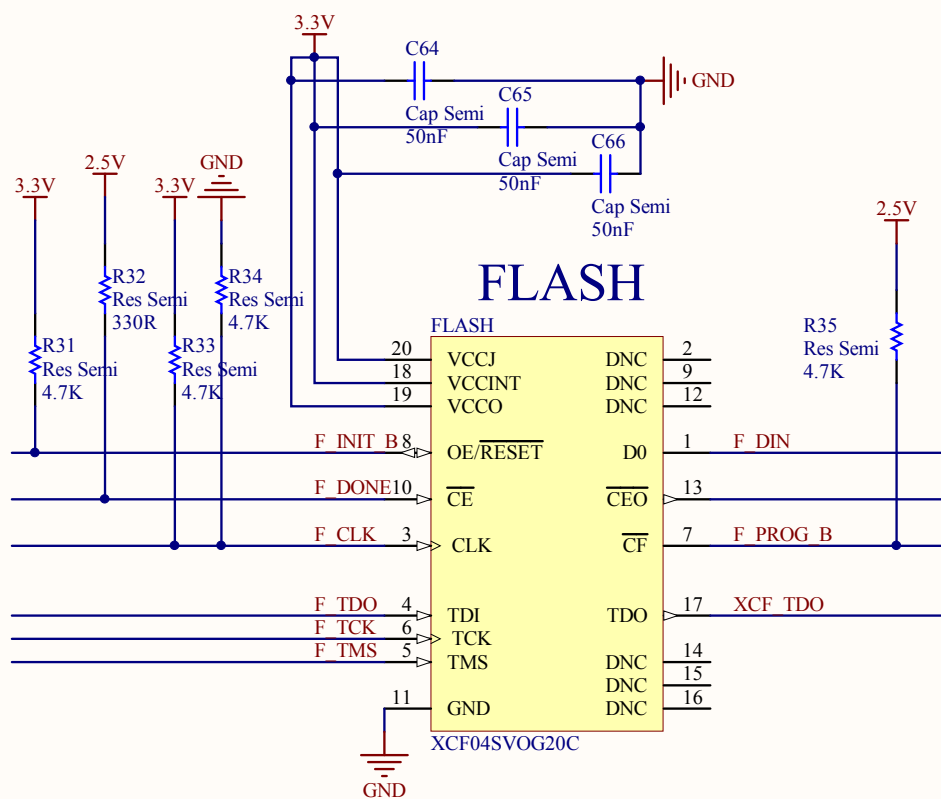 3.3V
C64
GND
C65
Cap Semi
50nF
C66
Cap Semi
50nF
Cap Semi
50nF
2.5V
GND
3.3V
3.3V
2.5V
R32
Res Semi
330R
R34
Res Semi
4.7K
R31
Res Semi
4.7K
R33
Res Semi
4.7K
R35
Res Semi
4.7K
FLASH
FLASH
20 VCCJ DNC 2
18 VCCINT DNC 9
19 VCCO DNC 12
F_INIT_B 8 OE/RESET D0 1 F_DIN
F_DONE 10 CE CEO 13
F_CLK 3 CLK CF 7 F_PROG_B
F_TDO 4 TDI TDO 17 XCF_TDO
F_TCK 6 TCK
F_TMS 5 TMS DNC 14
DNC 15
11 GND DNC 16
XCF04SVOG20C
GND